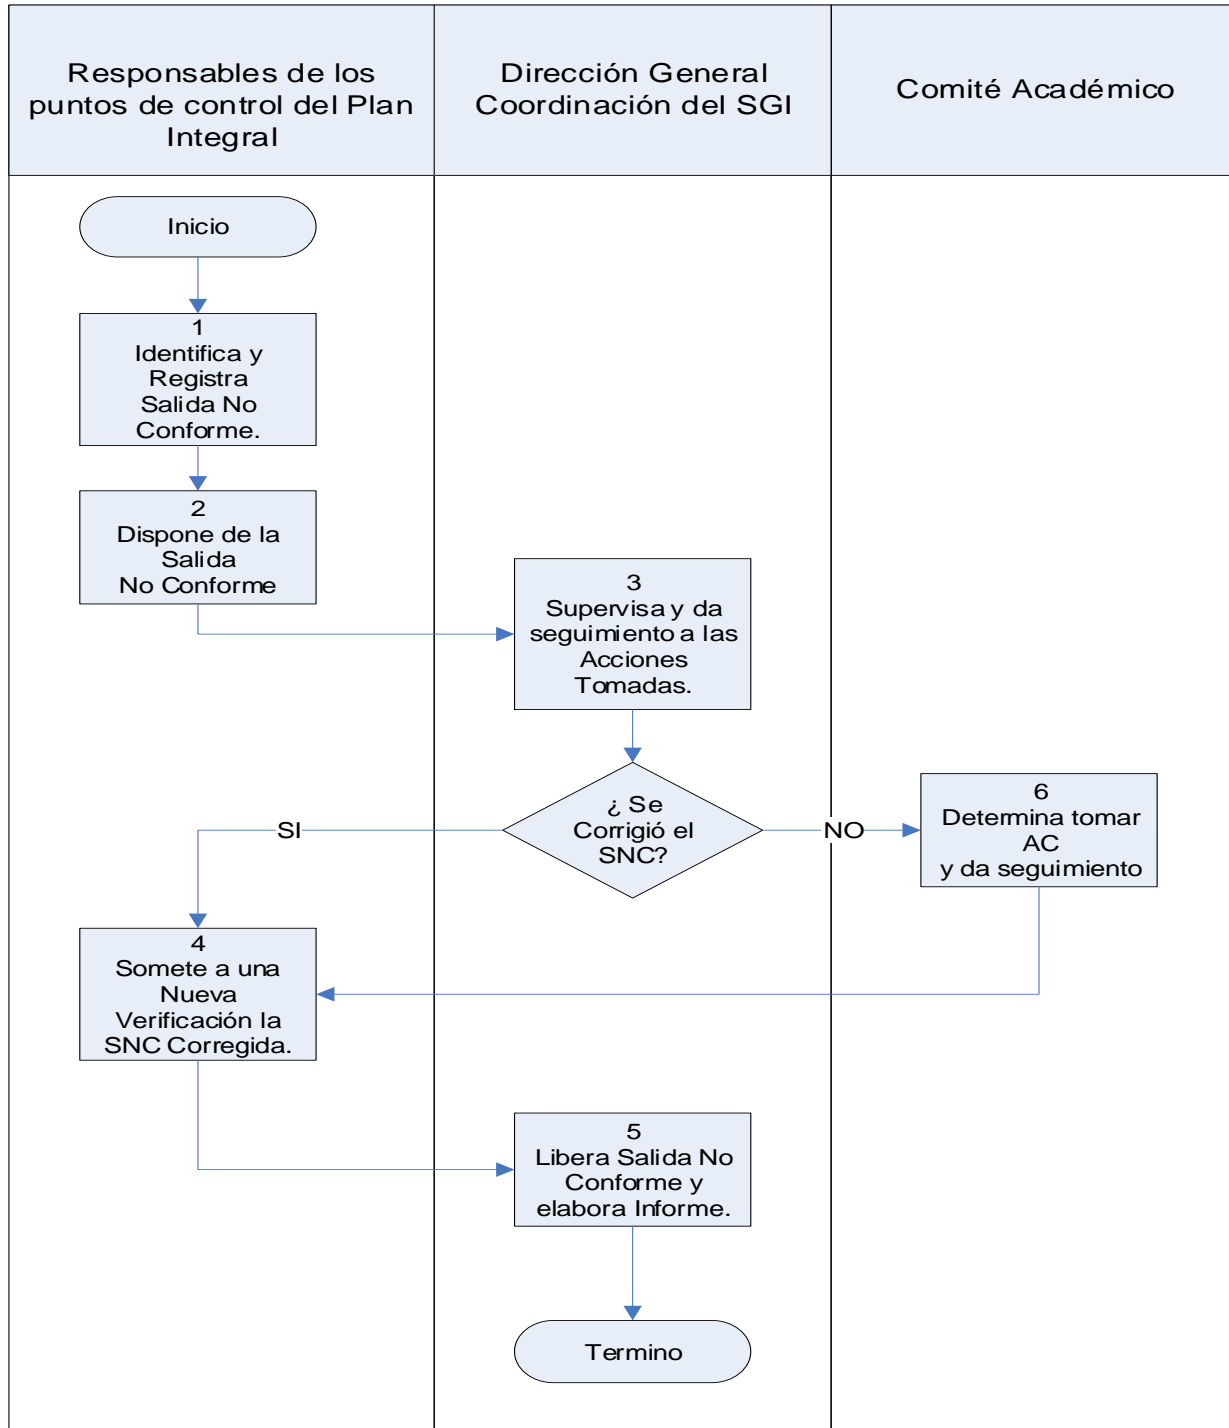 Responsables de los
puntos de control del Plan
Integral
Dirección General
Coordinación del SGI
Comité Académico
Inicio
1
Identifica y
Registra
Salida No
Conforme.
2
Dispone de la
Salida
No Conforme
3
Supervisa y da
seguimiento a las
Acciones
Tomadas.
¿ Se
Corrigió el
SNC?
SI
NO
6
Determina tomar
AC
y da seguimiento
4
Somete a una
Nueva
Verificación la
SNC Corregida.
5
Libera Salida No
Conforme y
elabora Informe.
Termino